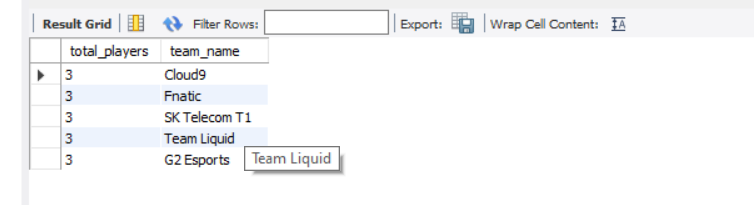 Result Grid Filter Rows: Export: Wrap Cell Content: IA
total_players team_name
3 Cloud9
3 Fnatic
3 SK Telecom T1
3 Team Liquid
3 G2 Esports Team Liquid